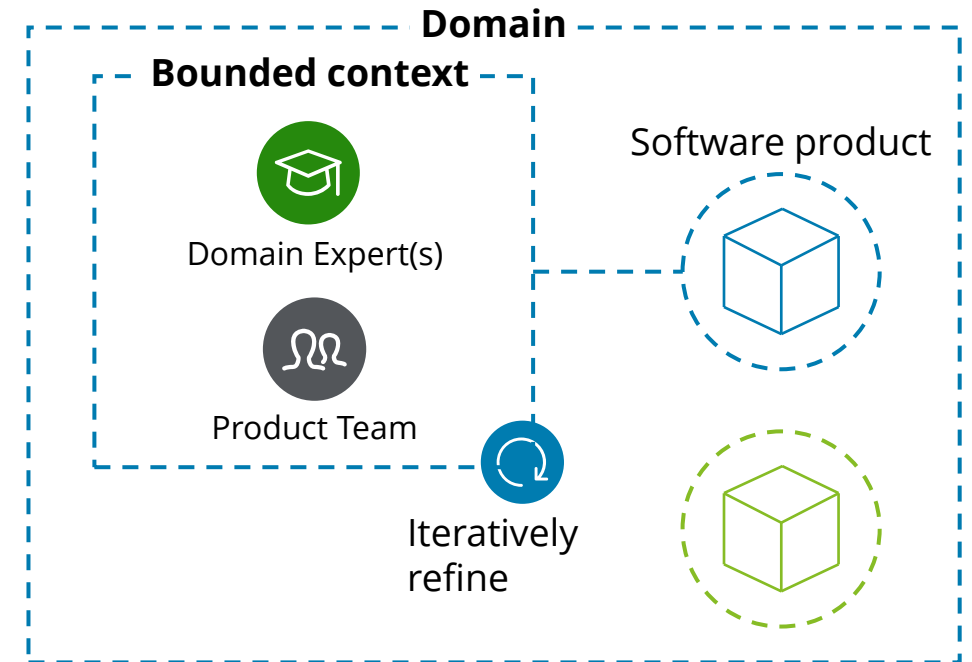 Domain
Bounded context
Software product
Domain Expert(s)
Product Team
Iteratively
refine